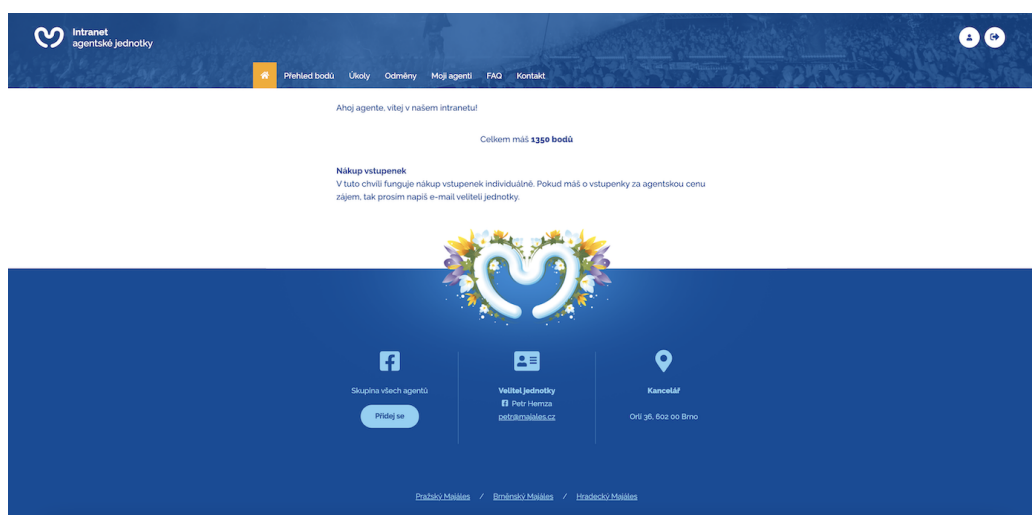 Intranet
agentské jednotky
Přehled bodů Úkoly Odměny Moji agenti FAQ Kontakt
Ahoj agente, vítej v našem intranetu!
Celkem máš 1350 bodů
Nákup vstupenek
V tuto chvíli funguje nákup vstupenek individuálně. Pokud máš o vstupenky za agentskou cenu
zájem, tak prosím napiš e-mail veliteli jednotky.
Skupina všech agentů
Přidej se
Velitel jednotky
Petr Hemza
petr@majales.cz
Kancelář
Orlí 36, 602 00 Brno
Pražský Majáles / Brněnský Majáles / Hradecký Majáles